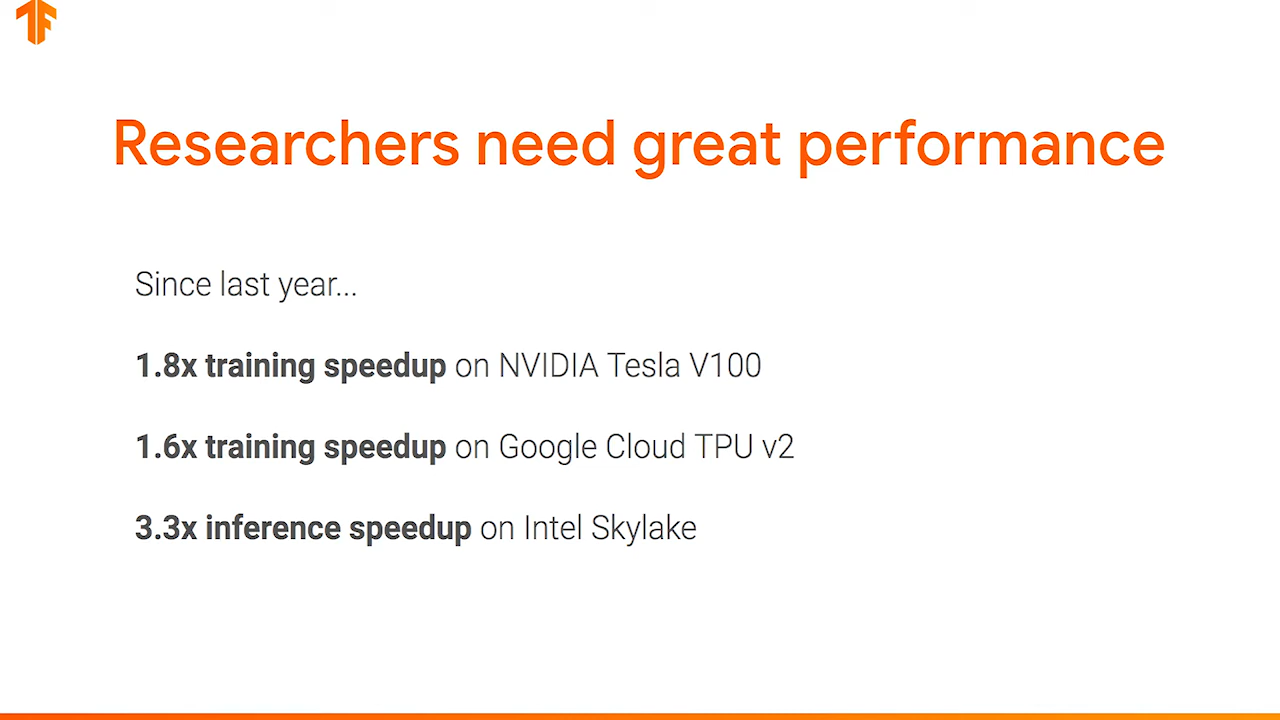 Researchers need great performance
Since last year...
1.8x training speedup on NVIDIA Tesla V100
1.6x training speedup on Google Cloud TPU v2
3.3x inference speedup on Intel Skylake